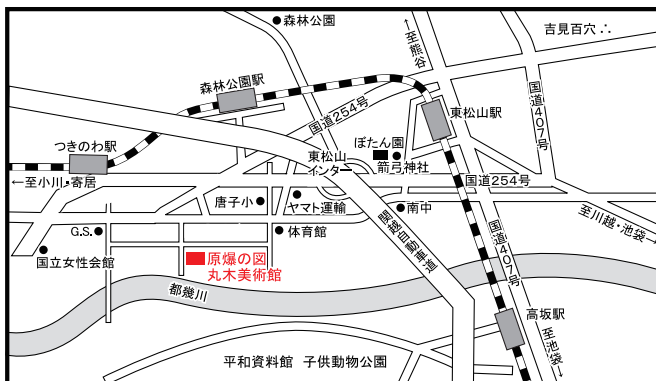 森林公園
←至熊谷
吉見百穴∴
森林公園駅
国道254号
国道407号
東松山駅
つきのわ駅
ぼたん園
東松山
インター
箭弓神社
←至小川・寄居
国道254号
唐子小
ヤマト運輸
南中
至川越・池袋→
G.S.
体育館
関越自動車道
国道407号
国立女性会館
原爆の図
丸木美術館
都幾川
高坂駅
至池袋→
平和資料館 子供動物公園